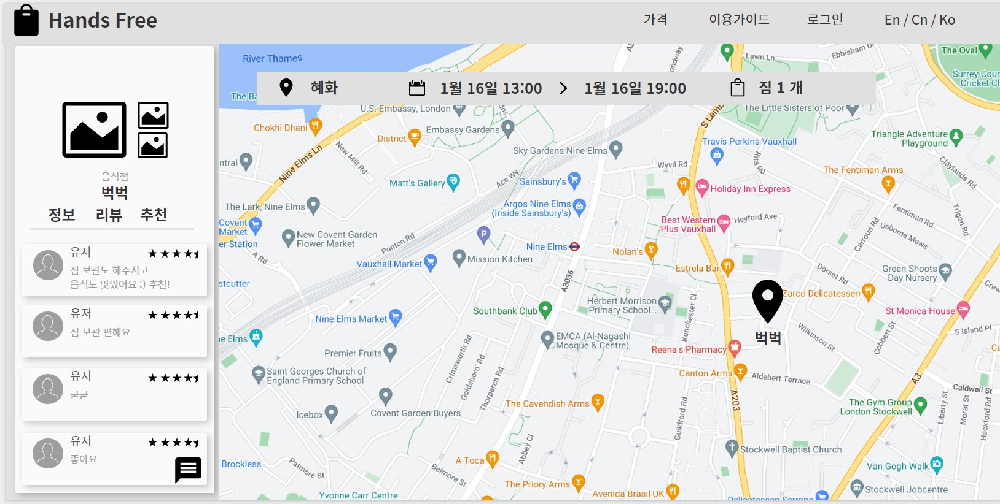 Hands Free
가격
이용가이드
로그인
En / Cn / Ko
혜화
1월 16일 13:00
1월 16일 19:00
짐 1 개
음식점
벅벅
정보 리뷰 추천
유저
짐 보관도 해주시고
음식도 맛있어요 :) 추천!
유저
짐 보관 편해요
유저
굳굳
유저
좋아요
River Thames
Lawn Ln
Ebbisham Dr
The Oval
Surrey Coun
Cricket Cl
The Ba
U.S. Embassy, London
The Little Sisters of Poor
S Lamb
Chokhi Dhani
District
Embassy Gardens
Sky Gardens Nine Elms
Travis Perkins Vauxhall
Triangle Adventure
Playground
ntral
Nine Elms Ln
New Mill Rd
Ace Wy.
Wyvil Rd
Rita Rd
Claylands Rd
The Fentiman Arms
Matt's Gallery
Sainsbury's
Holiday Inn Express
The Lark, Nine Elms
Argos Nine Elms
(Inside Sainsbury's)
Best Western
Plus Vauxhall
Heyford Ave
Fentiman Rd
Trigon Rd
Covent
Market
er Station
New Covent Garden
Flower Market
Ponton Rd
Nine Elms
Nolan's
Carroun Rd
Usborne Mews
A Rd
Vauxhall Market
Mission Kitchen
Estrela Bar
Dorset Rd
Green Shoots
Day Nursery
stcutter
A3036
Crew
Zarco Delicatessen
Herbert Morrison
Primary School...
Kenchester Cl
Southbank Club
St Monica House
Nine Elms Market
벅벅
Wilkinson St
Cobbett St
S Island Pl
e Elms
EMCA (Al-Nagashi
Mosque & Centre)
Reena's Pharmacy
Premier Fruits
Crimsworth Rd
Goldsboro' Rd
Thorparch Rd
Saint Georges Church of
England Primary School
Canton Arms
Aldebert Terrace
A3
Caldwell St
A203
The Cavendish Arms
The Gym Group
London Stockwell
Liberty St
Morat St
Hackford Rd
Icebox
Covent Garden Buyers
Guildford Rd
Abbey Cl
Stockwell Baptist Church
Brockless
Patmore St
A Toca
Belmore St
Van Gogh Walk
The Priory Arms
Avenida Brasil UK
Stockwell Jobcentre
Yvonne Carr Centre
Delicatessen Serrana